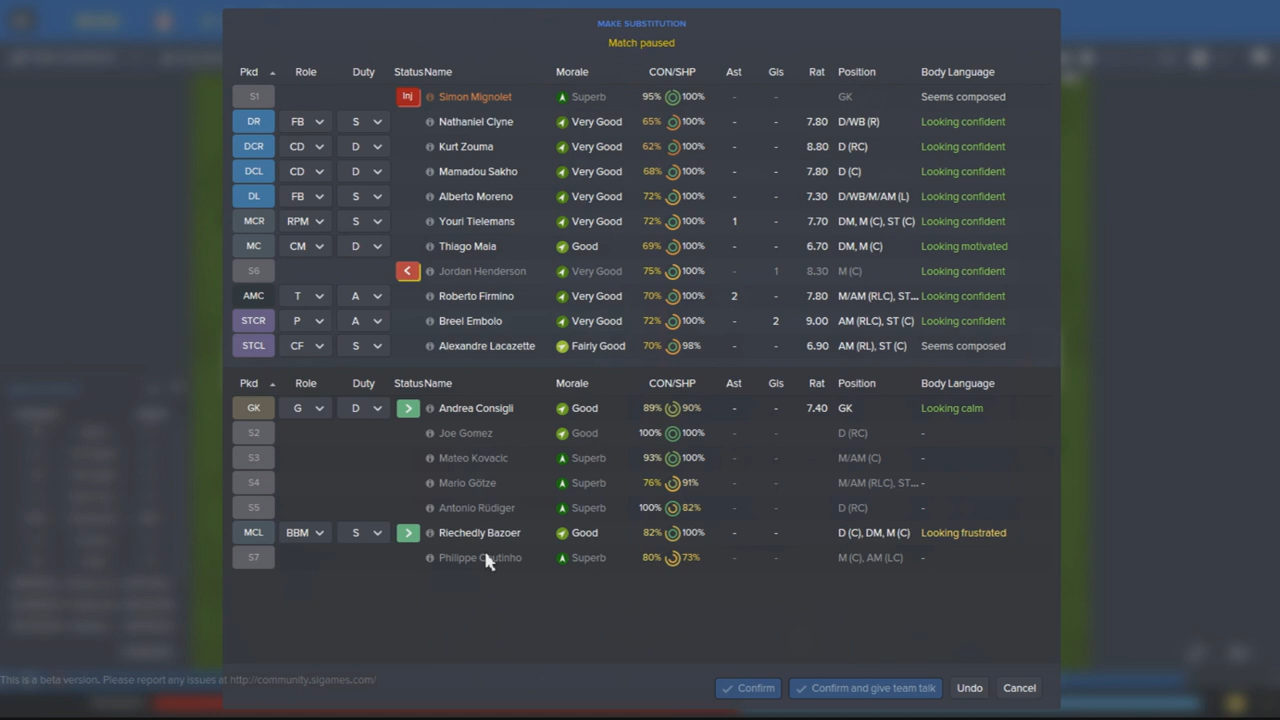 MAKE SUBSTITUTION
Match paused
Pkd Role Duty Status Name Morale CON/SHP Ast Gls Rat Position Body Language
S1 Inj Simon Mignolet Superb 95% 100% - - - GK Seems composed
DR FB S Nathaniel Clyne Very Good 65% 100% - - 7.80 D/WB (R) Looking confident
DCR CD D Kurt Zouma Very Good 62% 100% - - 8.80 D (RC) Looking confident
DCL CD D Mamadou Sakho Very Good 68% 100% - - 7.80 D (C) Looking confident
DL FB S Alberto Moreno Very Good 72% 100% - - 7.30 D/WB/M/AM (L) Looking confident
MCR RPM S Youri Tielemans Very Good 72% 100% 1 - 7.70 DM, M (C), ST (C) Looking confident
MC CM D Thiago Maia Good 69% 100% - - 6.70 DM, M (C) Looking motivated
S6 < Jordan Henderson Very Good 75% 100% - 1 8.30 M (C) Looking confident
AMC T A Roberto Firmino Very Good 70% 100% 2 - 7.80 M/AM (RLC), ST... Looking confident
STCR P A Breel Embolo Very Good 72% 100% - 2 9.00 AM (RLC), ST (C) Looking confident
STCL CF S Alexandre Lacazette Fairly Good 70% 98% - - 6.90 AM (RL), ST (C) Seems composed
Pkd Role Duty Status Name Morale CON/SHP Ast Gls Rat Position Body Language
GK G D > Andrea Consigli Good 89% 90% - - 7.40 GK Looking calm
S2 Joe Gomez Good 100% 100% - - - D (RC) -
S3 Mateo Kovacic Superb 93% 100% - - - M/AM (C) -
S4 Mario Götze Superb 76% 91% - - - M/AM (RLC), ST... -
S5 Antonio Rüdiger Superb 100% 82% - - - D (RC) -
MCL BBM S > Riechedly Bazoer Good 82% 100% - - - D (C), DM, M (C) Looking frustrated
S7 Philippe Coutinho Superb 80% 73% - - - M (C), AM (LC) -
This is a beta version. Please report any issues at http://community.sigames.com/
Confirm Confirm and give team talk Undo Cancel